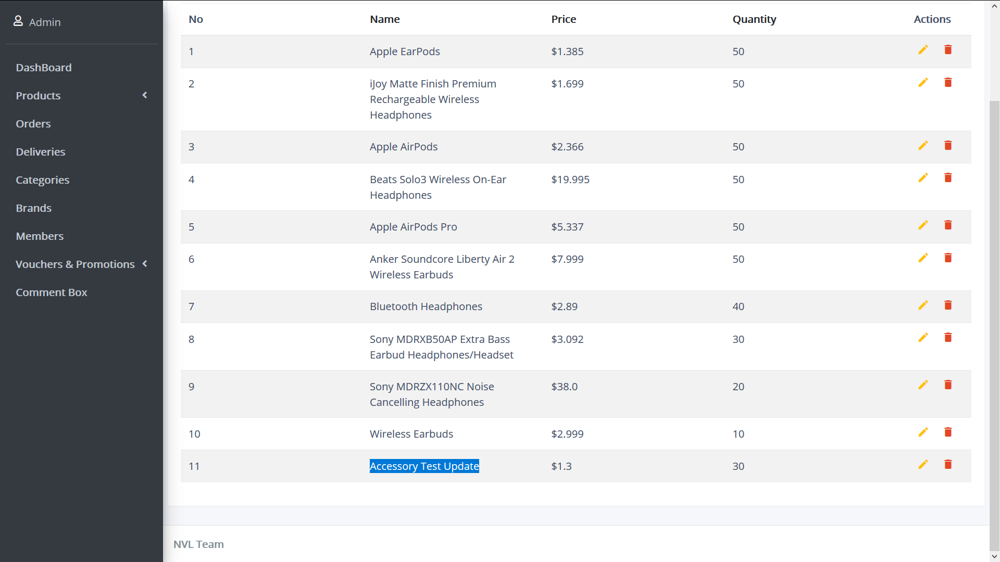 Admin
DashBoard
Products
Orders
Deliveries
Categories
Brands
Members
Vouchers & Promotions
Comment Box
No Name Price Quantity Actions
1 Apple EarPods $1.385 50
2 iJoy Matte Finish Premium $1.699 50
Rechargeable Wireless
Headphones
3 Apple AirPods $2.366 50
4 Beats Solo3 Wireless On-Ear $19.995 50
Headphones
5 Apple AirPods Pro $5.337 50
6 Anker Soundcore Liberty Air 2 $7.999 50
Wireless Earbuds
7 Bluetooth Headphones $2.89 40
8 Sony MDRXB50AP Extra Bass $3.092 30
Earbud Headphones/Headset
9 Sony MDRZX110NC Noise $38.0 20
Cancelling Headphones
10 Wireless Earbuds $2.999 10
11 Accessory Test Update $1.3 30
NVL Team